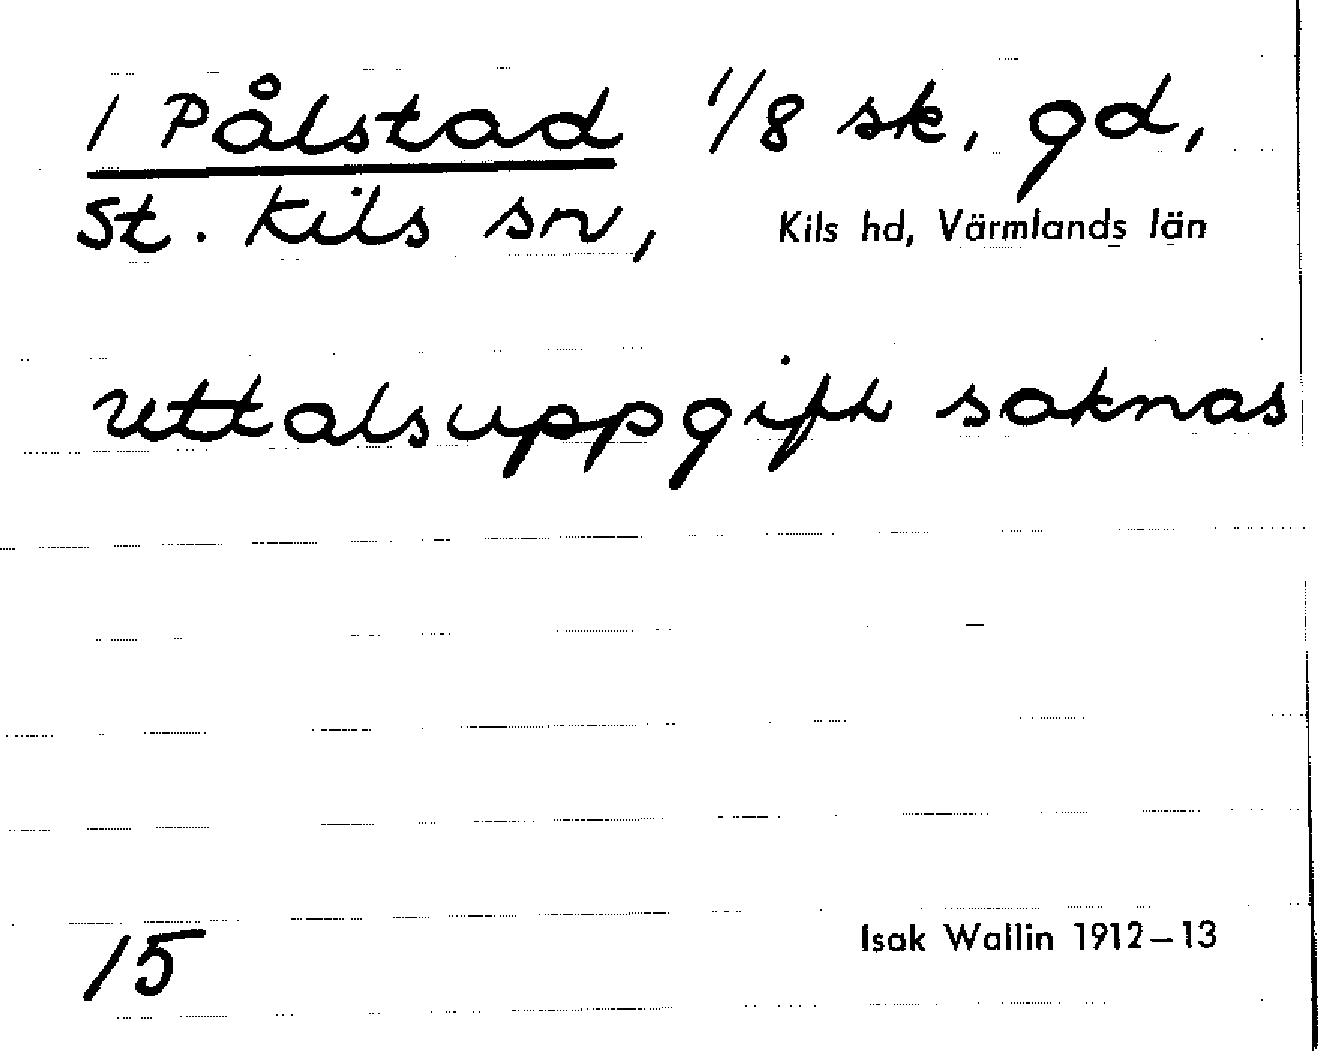 1 Pålstad 1/8 sk, gd,
St. Kils sn, Kils hd, Värmlands län
Uttalsuppgift saknas
15
Isak Wallin 1912–13